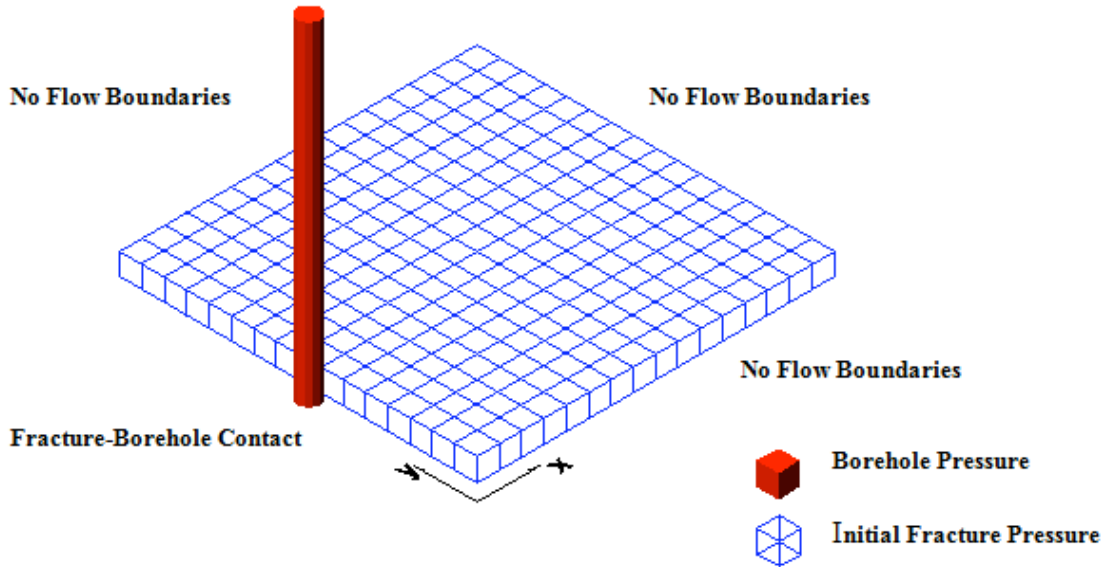 No Flow Boundaries
No Flow Boundaries
No Flow Boundaries
Fracture-Borehole Contact
y
x
Borehole Pressure
Initial Fracture Pressure